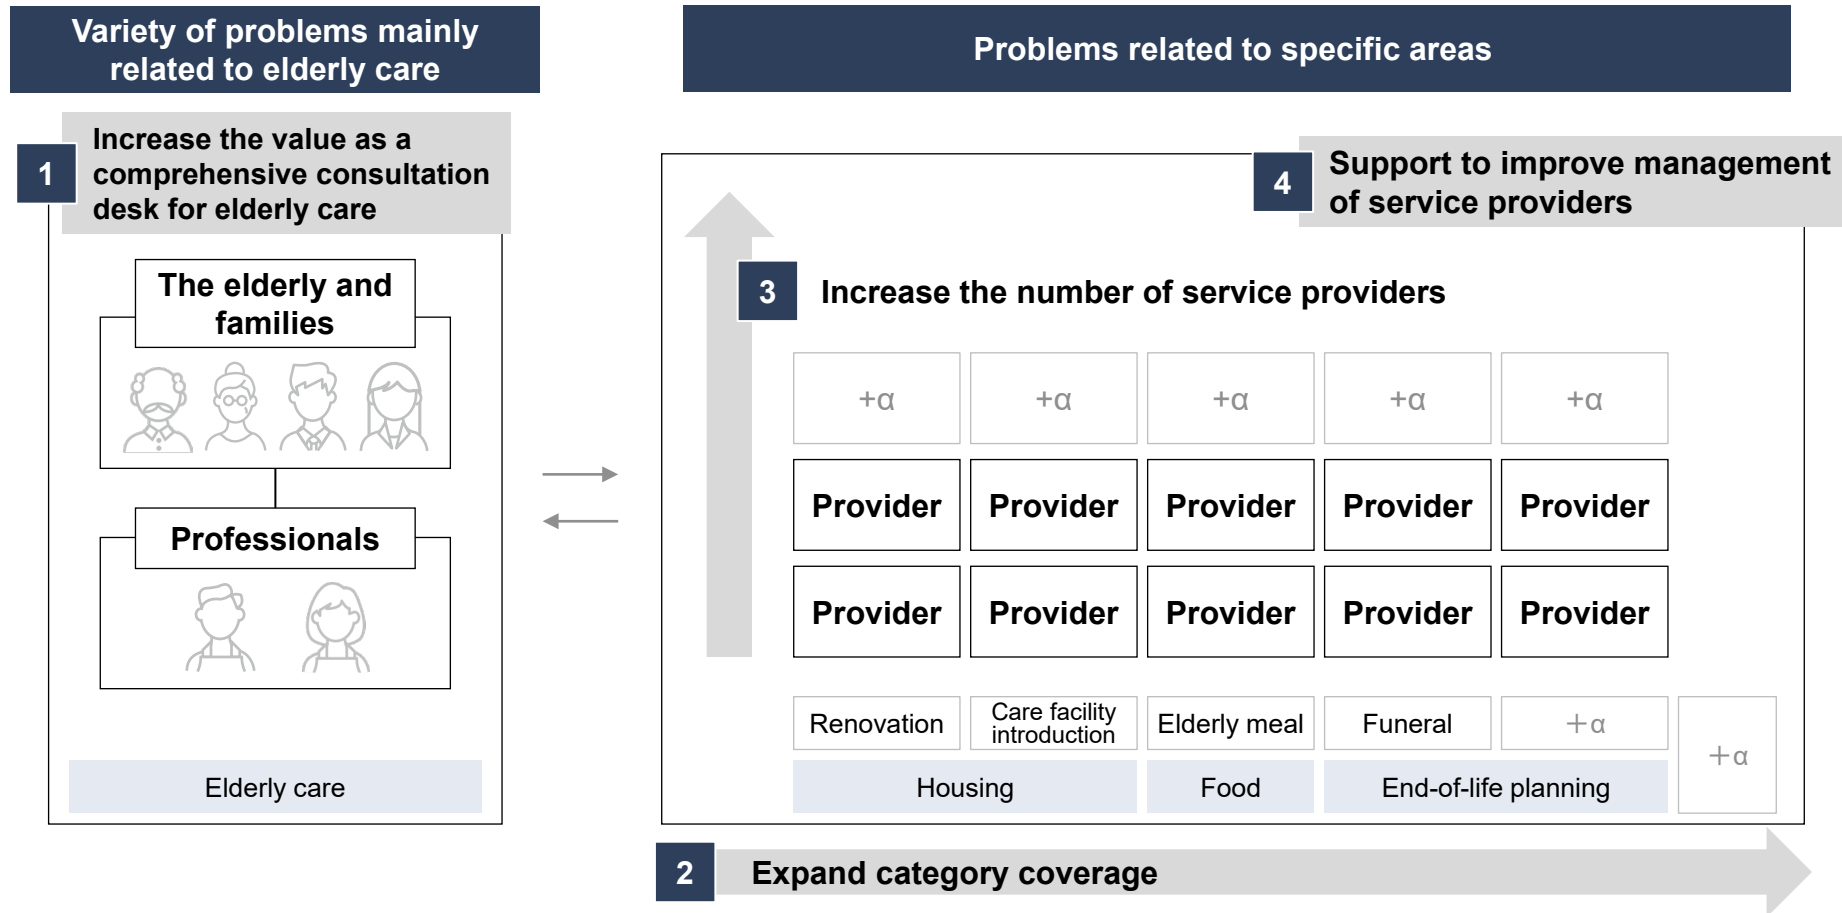 Variety of problems mainly
related to elderly care
Problems related to specific areas
1
Increase the value as a
comprehensive consultation
desk for elderly care
The elderly and
families
Professionals
Elderly care
4
Support to improve management
of service providers
3
Increase the number of service providers
+α +α +α +α +α
Provider Provider Provider Provider Provider
Provider Provider Provider Provider Provider
Renovation
Care facility
introduction
Elderly meal
Funeral
+α
+α
Housing
Food
End-of-life planning
2
Expand category coverage